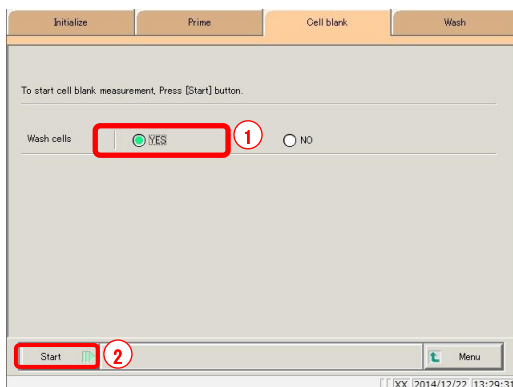 Initialize Prime Cell blank Wash
To start cell blank measurement, Press [Start] button.
Wash cells YES 1 NO
Start 2 Menu
XX 2014/12/22 13:29:31